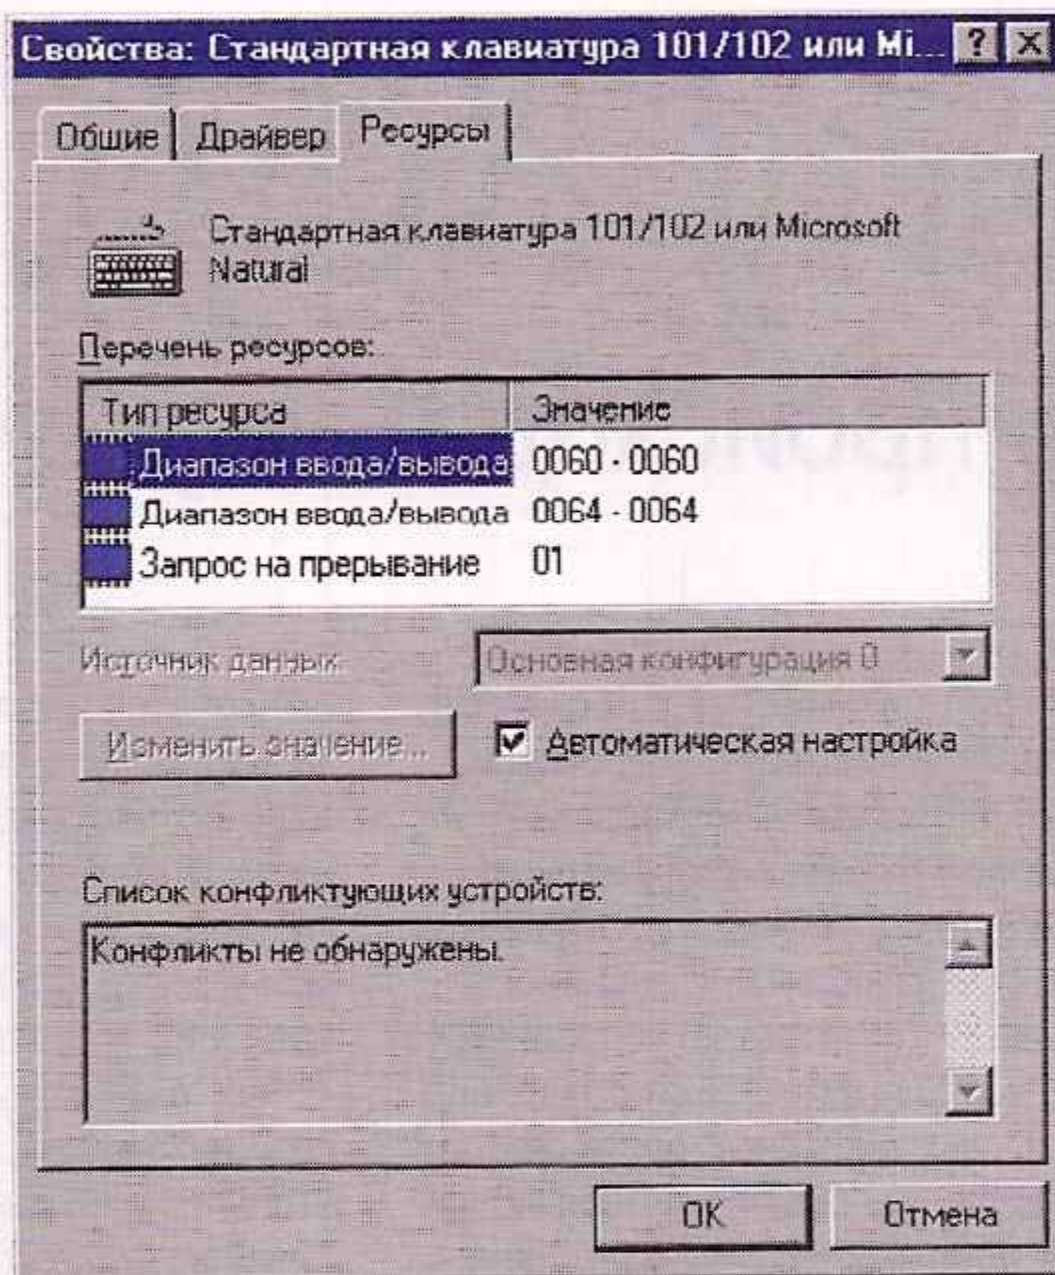 Свойства: Стандартная клавиатура 101/102 или Mi... ? X
Общие Драйвер Ресурсы
Стандартная клавиатура 101/102 или Microsoft
Natural
Перечень ресурсов:
Тип ресурса Значение
Диапазон ввода/вывода 0060 - 0060
Диапазон ввода/вывода 0064 - 0064
Запрос на прерывание 01
Источник данных Основная конфигурация 0
Изменить значение... Автоматическая настройка
Список конфликтующих устройств:
Конфликты не обнаружены.
OK Отмена